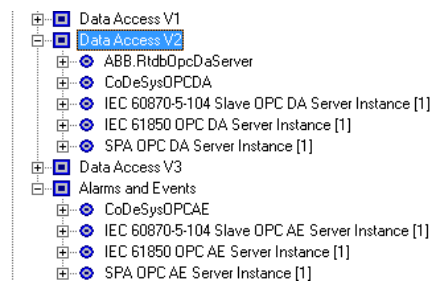 Data Access V1
Data Access V2
ABB.RtdbOpcDaServer
CoDeSysOPCDA
IEC 60870-5-104 Slave OPC DA Server Instance [1]
IEC 61850 OPC DA Server Instance [1]
SPA OPC DA Server Instance [1]
Data Access V3
Alarms and Events
CoDeSysOPCAE
IEC 60870-5-104 Slave OPC AE Server Instance [1]
IEC 61850 OPC AE Server Instance [1]
SPA OPC AE Server Instance [1]